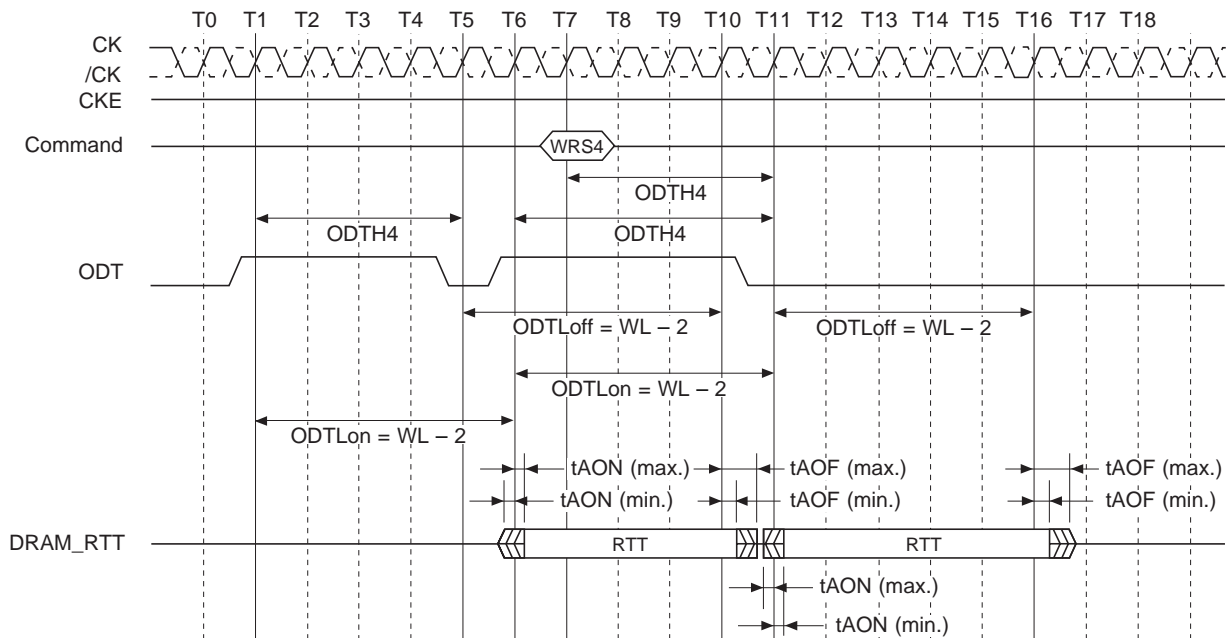 T0 T1 T2 T3 T4 T5 T6 T7 T8 T9 T10 T11 T12 T13 T14 T15 T16 T17 T18
CK
/CK
CKE
Command
WRS4
ODTH4
ODTH4 ODTH4
ODT
ODTLoff = WL – 2 ODTLoff = WL – 2
ODTLon = WL – 2
ODTLon = WL – 2
tAON (max.) tAOF (max.) tAOF (max.)
tAON (min.) tAOF (min.) tAOF (min.)
DRAM_RTT RTT RTT
tAON (max.)
tAON (min.)